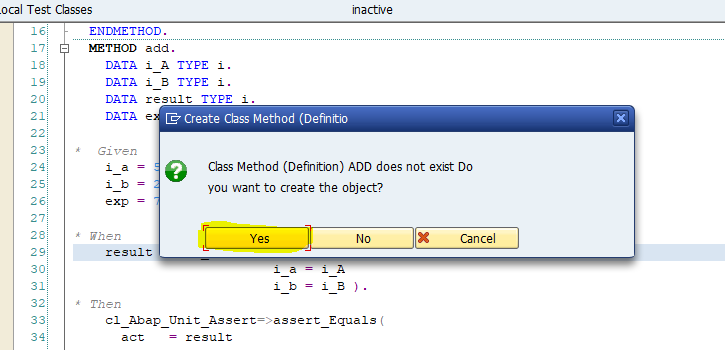 ocal Test Classes inactive
16 ENDMETHOD.
17 METHOD add.
18 DATA i_A TYPE i.
19 DATA i_B TYPE i.
20 DATA result TYPE i.
21 DATA ex
Create Class Method (Definitio
22
23 * Given
24 i_a = 5
Class Method (Definition) ADD does not exist Do
25 i_b = 2
you want to create the object?
26 exp = 7
27
28 * When
Yes No Cancel
29 result
30 i_a = i_A
31 i_b = i_B ).
32 * Then
33 cl_Abap_Unit_Assert=>assert_Equals(
34 act = result